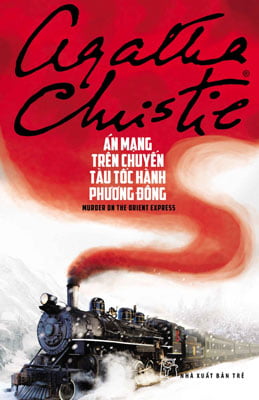 Agatha
Christie®
ÁN MẠNG
TRÊN CHUYẾN
TÀU TỐC HÀNH
PHƯƠNG ĐÔNG
MURDER ON THE ORIENT EXPRESS
NHÀ XUẤT BẢN TRẺ